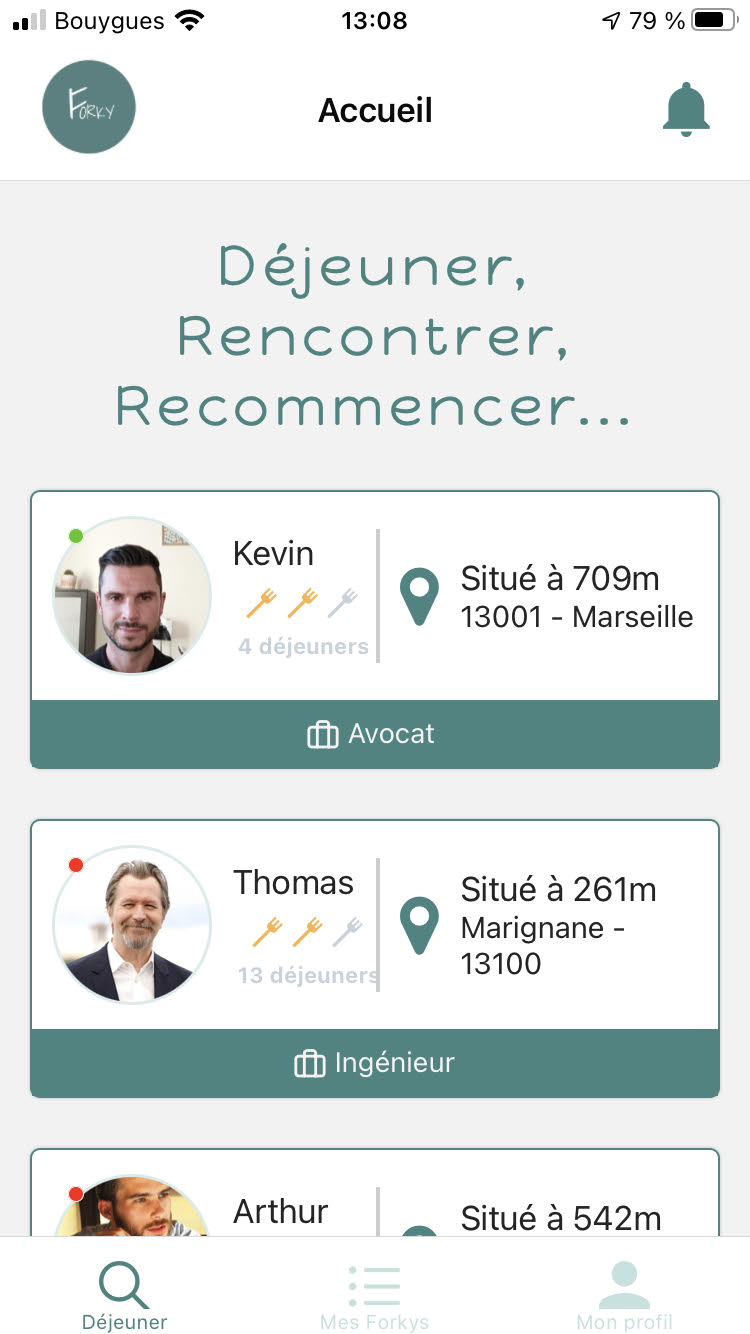 Bouygues 13:08 79 %
FORKY
Accueil
Déjeuner,
Rencontrer,
Recommencer...
Kevin
4 déjeuners
Situé à 709m
13001 - Marseille
Avocat
Thomas
13 déjeuners
Situé à 261m
Marignane -
13100
Ingénieur
Arthur
Situé à 542m
Déjeuner Mes Forkys Mon profil